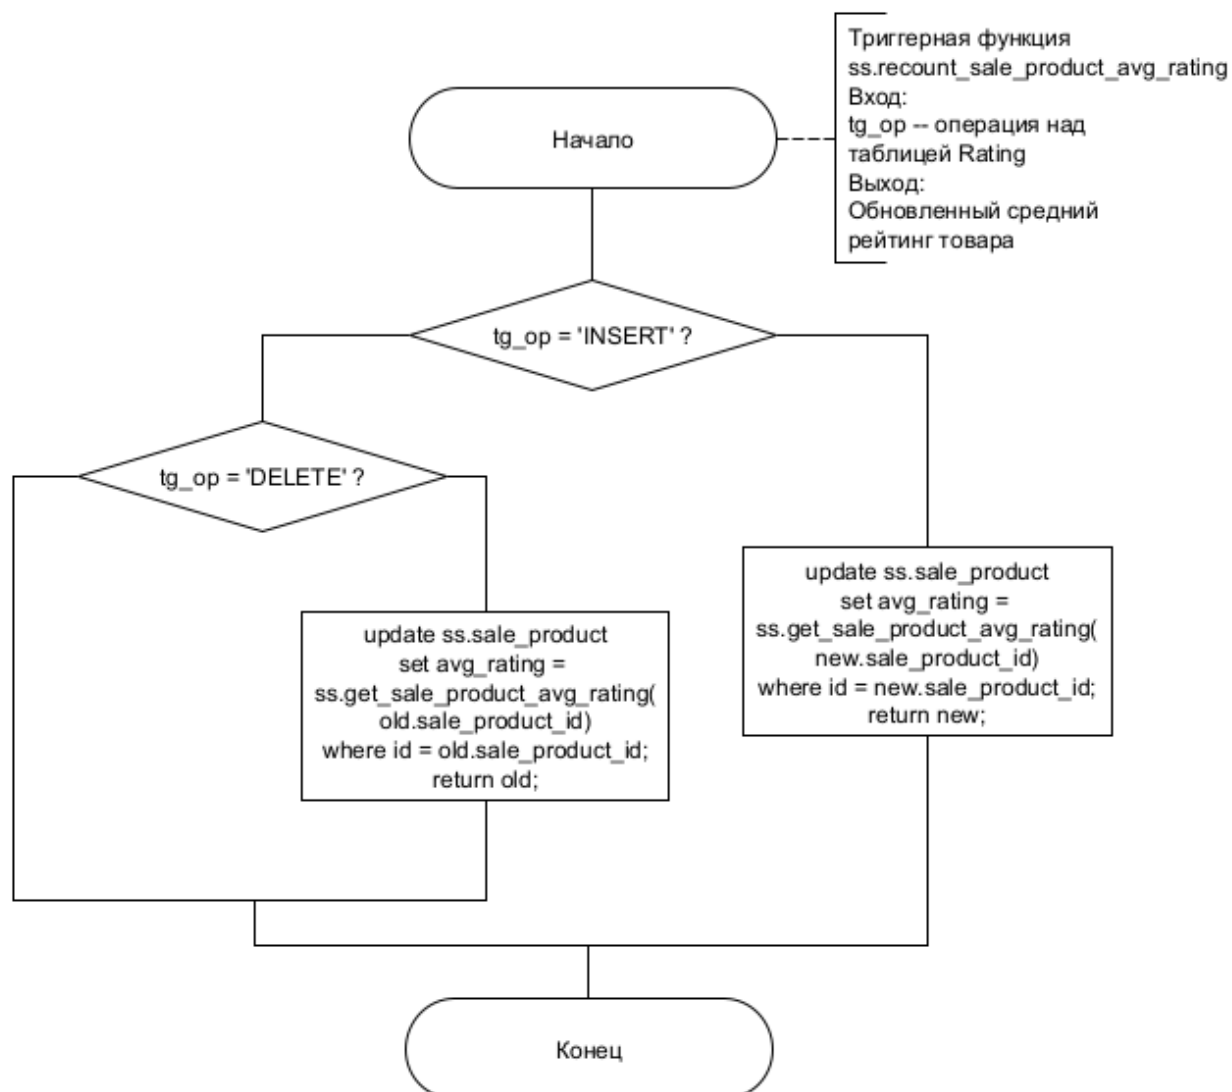 Триггерная функция
ss.recount_sale_product_avg_rating
Вход:
tg_op -- операция над
таблицей Rating
Выход:
Обновленный средний
рейтинг товара
Начало
tg_op = 'INSERT' ?
tg_op = 'DELETE' ?
update ss.sale_product
set avg_rating =
ss.get_sale_product_avg_rating(
old.sale_product_id)
where id = old.sale_product_id;
return old;
update ss.sale_product
set avg_rating =
ss.get_sale_product_avg_rating(
new.sale_product_id)
where id = new.sale_product_id;
return new;
Конец